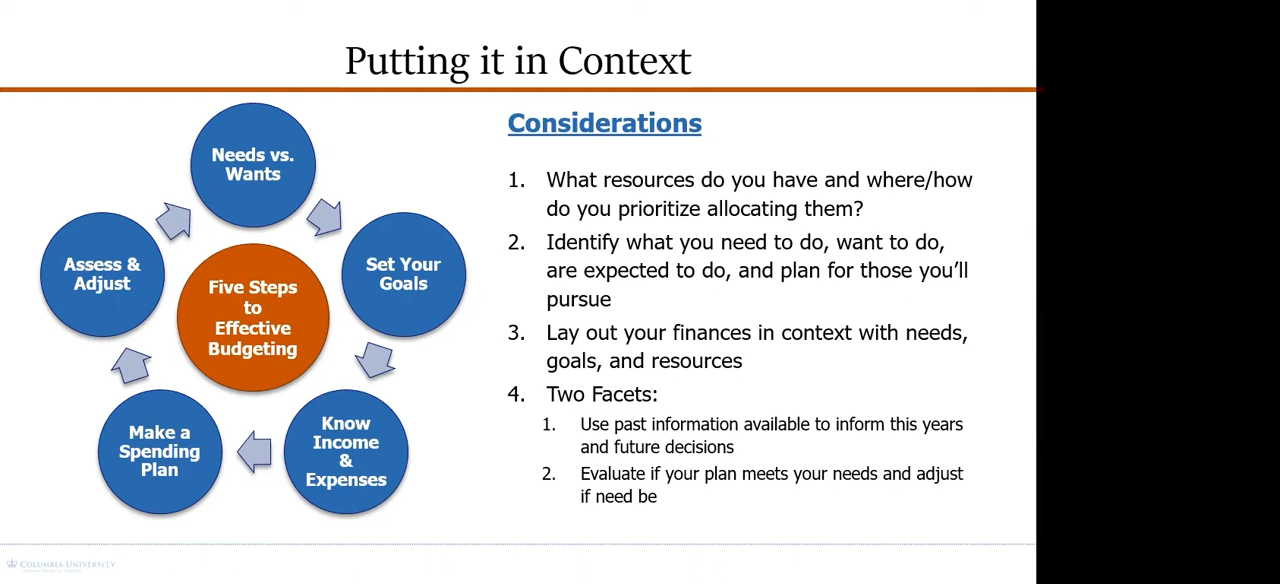 Putting it in Context
Needs vs.
Wants
Set Your
Goals
Know
Income
&
Expenses
Make a
Spending
Plan
Assess &
Adjust
Five Steps
to
Effective
Budgeting
Considerations
1. What resources do you have and where/how
do you prioritize allocating them?
2. Identify what you need to do, want to do,
are expected to do, and plan for those you'll
pursue
3. Lay out your finances in context with needs,
goals, and resources
4. Two Facets:
1. Use past information available to inform this years
and future decisions
2. Evaluate if your plan meets your needs and adjust
if need be
COLUMBIA UNIVERSITY